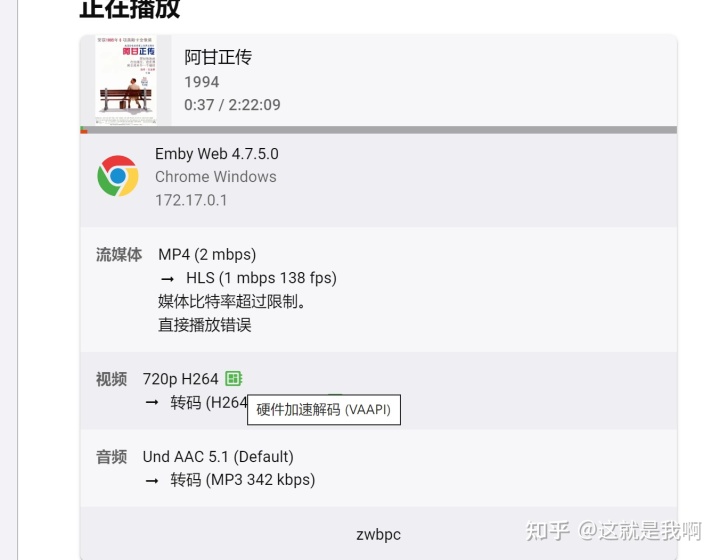 正在播放
阿甘正传
阿甘正传
1994
0:37 / 2:22:09
Emby Web 4.7.5.0
Chrome Windows
172.17.0.1
流媒体 MP4 (2 mbps)
→ HLS (1 mbps 138 fps)
媒体比特率超过限制。
直接播放错误
视频 720p H264
→ 转码 (H264
硬件加速解码 (VAAPI)
音频 Und AAC 5.1 (Default)
→ 转码 (MP3 342 kbps)
zwbpc
知乎 @这就是我啊